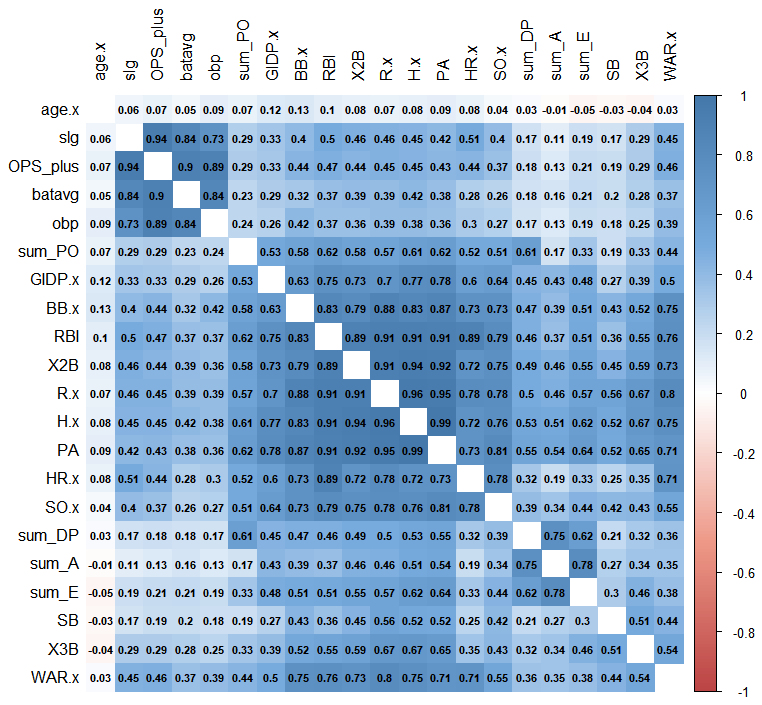 age.x slg OPS_plus batavg obp sum_PO GIDP.x BB.x RBI X2B R.x H.x PA HR.x SO.x sum_DP sum_A sum_E SB X3B WAR.x
age.x 0.06 0.07 0.05 0.09 0.07 0.12 0.13 0.1 0.08 0.07 0.08 0.09 0.08 0.04 0.03 -0.01 -0.05 -0.03 -0.04 0.03
slg 0.06 0.94 0.84 0.73 0.29 0.33 0.4 0.5 0.46 0.46 0.45 0.42 0.51 0.4 0.17 0.11 0.19 0.17 0.29 0.45
OPS_plus 0.07 0.94 0.9 0.89 0.29 0.33 0.44 0.47 0.44 0.45 0.45 0.43 0.44 0.37 0.18 0.13 0.21 0.19 0.29 0.46
batavg 0.05 0.84 0.9 0.84 0.23 0.29 0.32 0.37 0.39 0.39 0.42 0.38 0.28 0.26 0.18 0.16 0.21 0.2 0.28 0.37
obp 0.09 0.73 0.89 0.84 0.24 0.26 0.42 0.37 0.36 0.39 0.38 0.36 0.3 0.27 0.17 0.13 0.19 0.18 0.25 0.39
sum_PO 0.07 0.29 0.29 0.23 0.24 0.53 0.58 0.62 0.58 0.57 0.61 0.62 0.52 0.51 0.61 0.17 0.33 0.19 0.33 0.44
GIDP.x 0.12 0.33 0.33 0.29 0.26 0.53 0.63 0.75 0.73 0.7 0.77 0.78 0.6 0.64 0.45 0.43 0.48 0.27 0.39 0.5
BB.x 0.13 0.4 0.44 0.32 0.42 0.58 0.63 0.83 0.79 0.88 0.83 0.87 0.73 0.73 0.47 0.39 0.51 0.43 0.52 0.75
RBI 0.1 0.5 0.47 0.37 0.37 0.62 0.75 0.83 0.89 0.91 0.91 0.91 0.89 0.79 0.46 0.37 0.51 0.36 0.55 0.76
X2B 0.08 0.46 0.44 0.39 0.36 0.58 0.73 0.79 0.89 0.91 0.94 0.92 0.72 0.75 0.49 0.46 0.55 0.45 0.59 0.73
R.x 0.07 0.46 0.45 0.39 0.39 0.57 0.7 0.88 0.91 0.91 0.96 0.95 0.78 0.78 0.5 0.46 0.57 0.56 0.67 0.8
H.x 0.08 0.45 0.45 0.42 0.38 0.61 0.77 0.83 0.91 0.94 0.96 0.99 0.72 0.76 0.53 0.51 0.62 0.52 0.67 0.75
PA 0.09 0.42 0.43 0.38 0.36 0.62 0.78 0.87 0.91 0.92 0.95 0.99 0.73 0.81 0.55 0.54 0.64 0.52 0.65 0.71
HR.x 0.08 0.51 0.44 0.28 0.3 0.52 0.6 0.73 0.89 0.72 0.78 0.72 0.73 0.78 0.32 0.19 0.33 0.25 0.35 0.71
SO.x 0.04 0.4 0.37 0.26 0.27 0.51 0.64 0.73 0.79 0.75 0.78 0.76 0.81 0.78 0.39 0.34 0.44 0.42 0.43 0.55
sum_DP 0.03 0.17 0.18 0.18 0.17 0.61 0.45 0.47 0.46 0.49 0.5 0.53 0.55 0.32 0.39 0.75 0.62 0.21 0.32 0.36
sum_A -0.01 0.11 0.13 0.16 0.13 0.17 0.43 0.39 0.37 0.46 0.46 0.51 0.54 0.19 0.34 0.75 0.78 0.27 0.34 0.35
sum_E -0.05 0.19 0.21 0.21 0.19 0.33 0.48 0.51 0.51 0.55 0.57 0.62 0.64 0.33 0.44 0.62 0.78 0.3 0.46 0.38
SB -0.03 0.17 0.19 0.2 0.18 0.19 0.27 0.43 0.36 0.45 0.56 0.52 0.52 0.25 0.42 0.21 0.27 0.3 0.51 0.44
X3B -0.04 0.29 0.29 0.28 0.25 0.33 0.39 0.52 0.55 0.59 0.67 0.67 0.65 0.35 0.43 0.32 0.34 0.46 0.51 0.54
WAR.x 0.03 0.45 0.46 0.37 0.39 0.44 0.5 0.75 0.76 0.73 0.8 0.75 0.71 0.71 0.55 0.36 0.35 0.38 0.44 0.54
1
0.8
0.6
0.4
0.2
0
-0.2
-0.4
-0.6
-0.8
-1